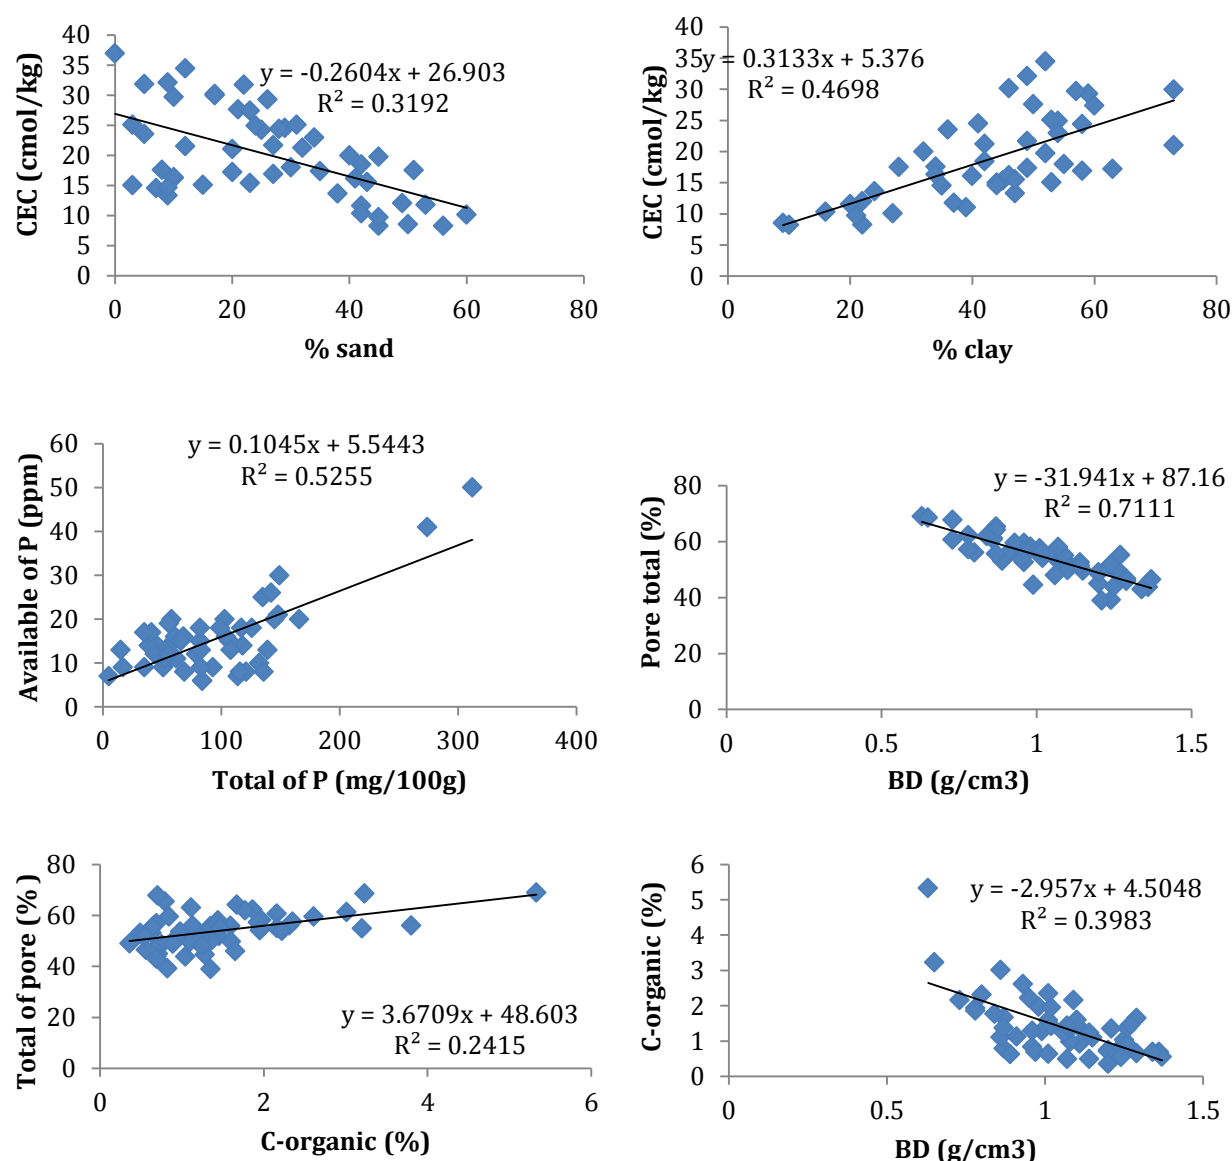 y = -0.2604x + 26.903
R² = 0.3192
CEC (cmol/kg)
40
35
30
25
20
15
10
5
0
0 20 40 60 80
% sand
y = 0.3133x + 5.376
R² = 0.4698
CEC (cmol/kg)
40
35
30
25
20
15
10
5
0
0 20 40 60 80
% clay
y = 0.1045x + 5.5443
R² = 0.5255
Available of P (ppm)
60
50
40
30
20
10
0
0 100 200 300 400
Total of P (mg/100g)
y = -31.941x + 87.16
R² = 0.7111
Pore total (%)
80
60
40
20
0
0 0.5 1 1.5
BD (g/cm3)
Total of pore (% )
80
60
40
20
0
y = 3.6709x + 48.603
R² = 0.2415
0 2 4 6
C-organic (%)
y = -2.957x + 4.5048
R² = 0.3983
C-organic (%)
6
5
4
3
2
1
0
0 0.5 1 1.5
BD (g/cm3)